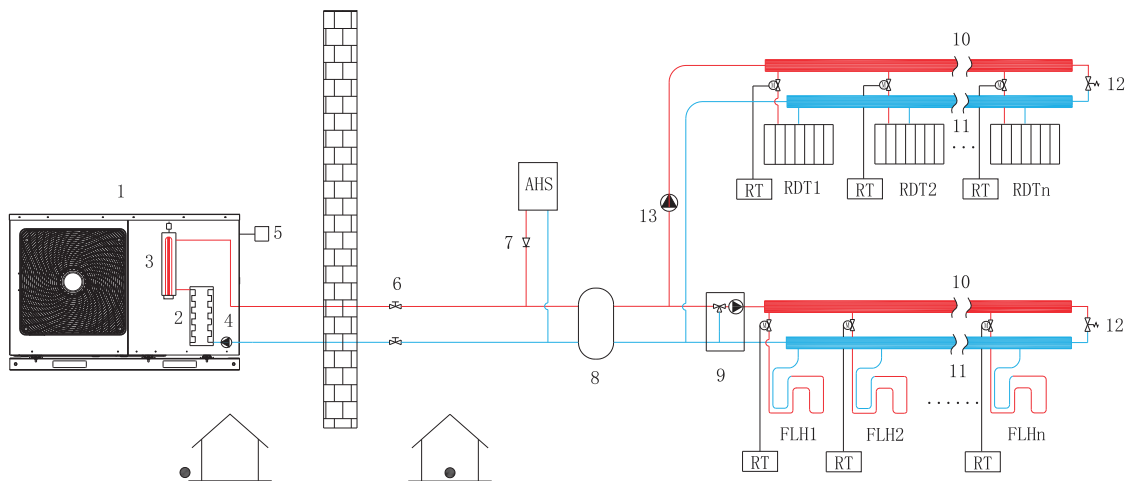 10
12
11
RDT1
RDT2
. . .
RDTn
RT
RT
RT
AHS
13
1
5
7
3
6
2
4
8
9
10
12
11
FLH1
FLH2
. . . . . .
FLHn
RT
RT
RT